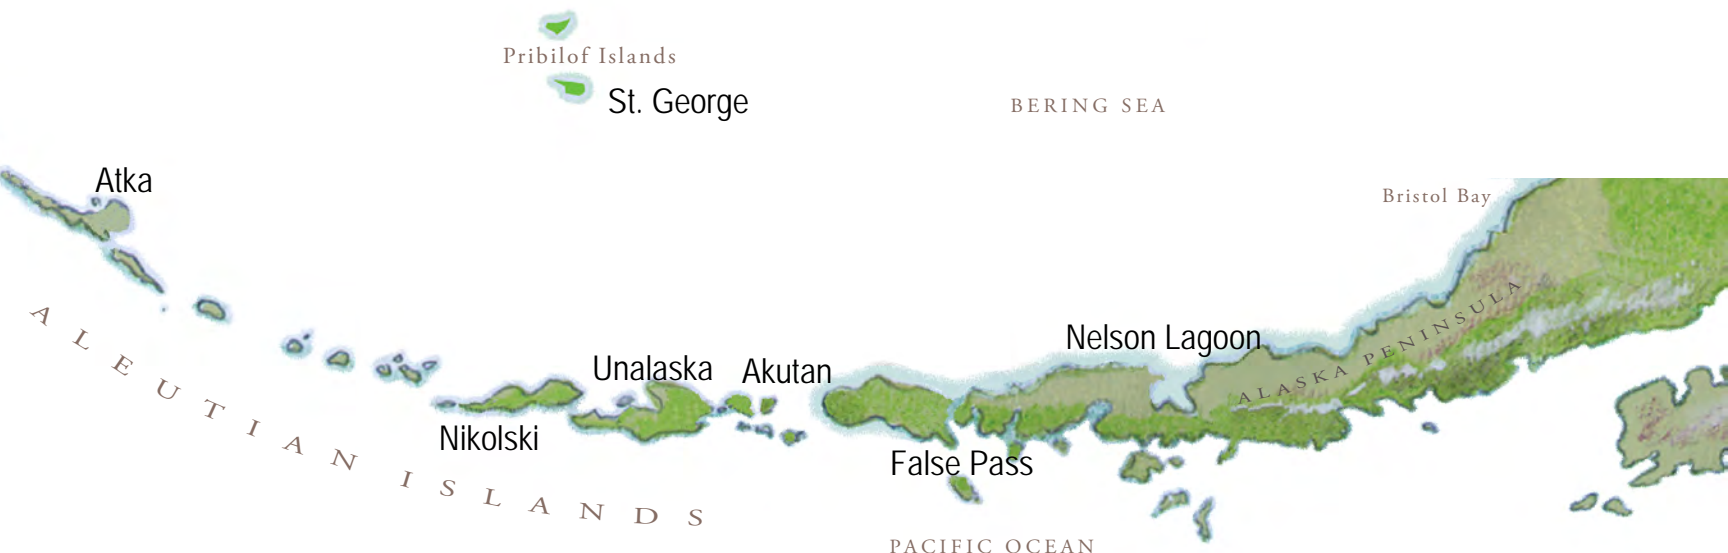 Pribilof Islands
St. George
BERING SEA
Atka
Bristol Bay
ALASKA PENINSULA
Nelson Lagoon
Unalaska
Akutan
Nikolski
False Pass
ALEUTIAN ISLANDS
PACIFIC OCEAN